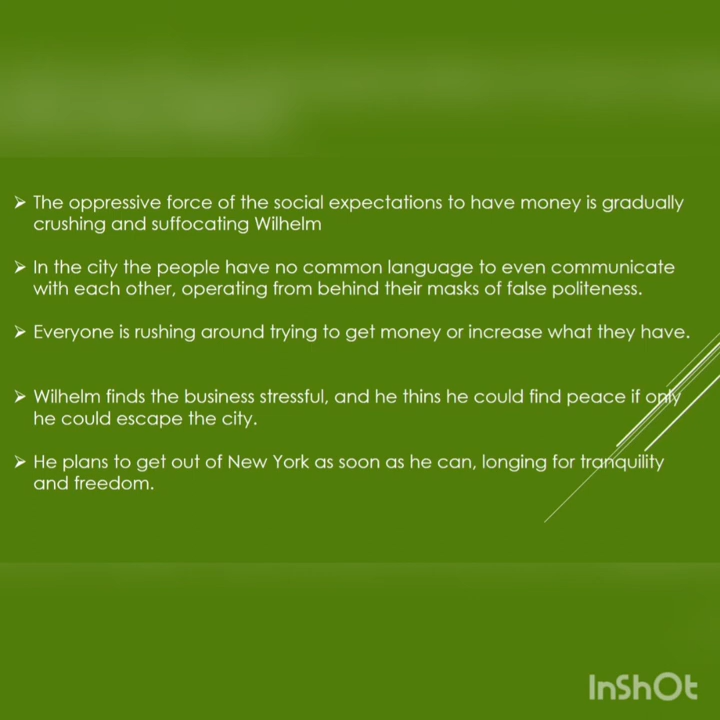 ➤ The oppressive force of the social expectations to have money is gradually
crushing and suffocating Wilhelm
➤ In the city the people have no common language to even communicate
with each other, operating from behind their masks of false politeness.
➤ Everyone is rushing around trying to get money or increase what they have.
➤ Wilhelm finds the business stressful, and he thins he could find peace if only
he could escape the city.
➤ He plans to get out of New York as soon as he can, longing for tranquility
and freedom.
InShOt